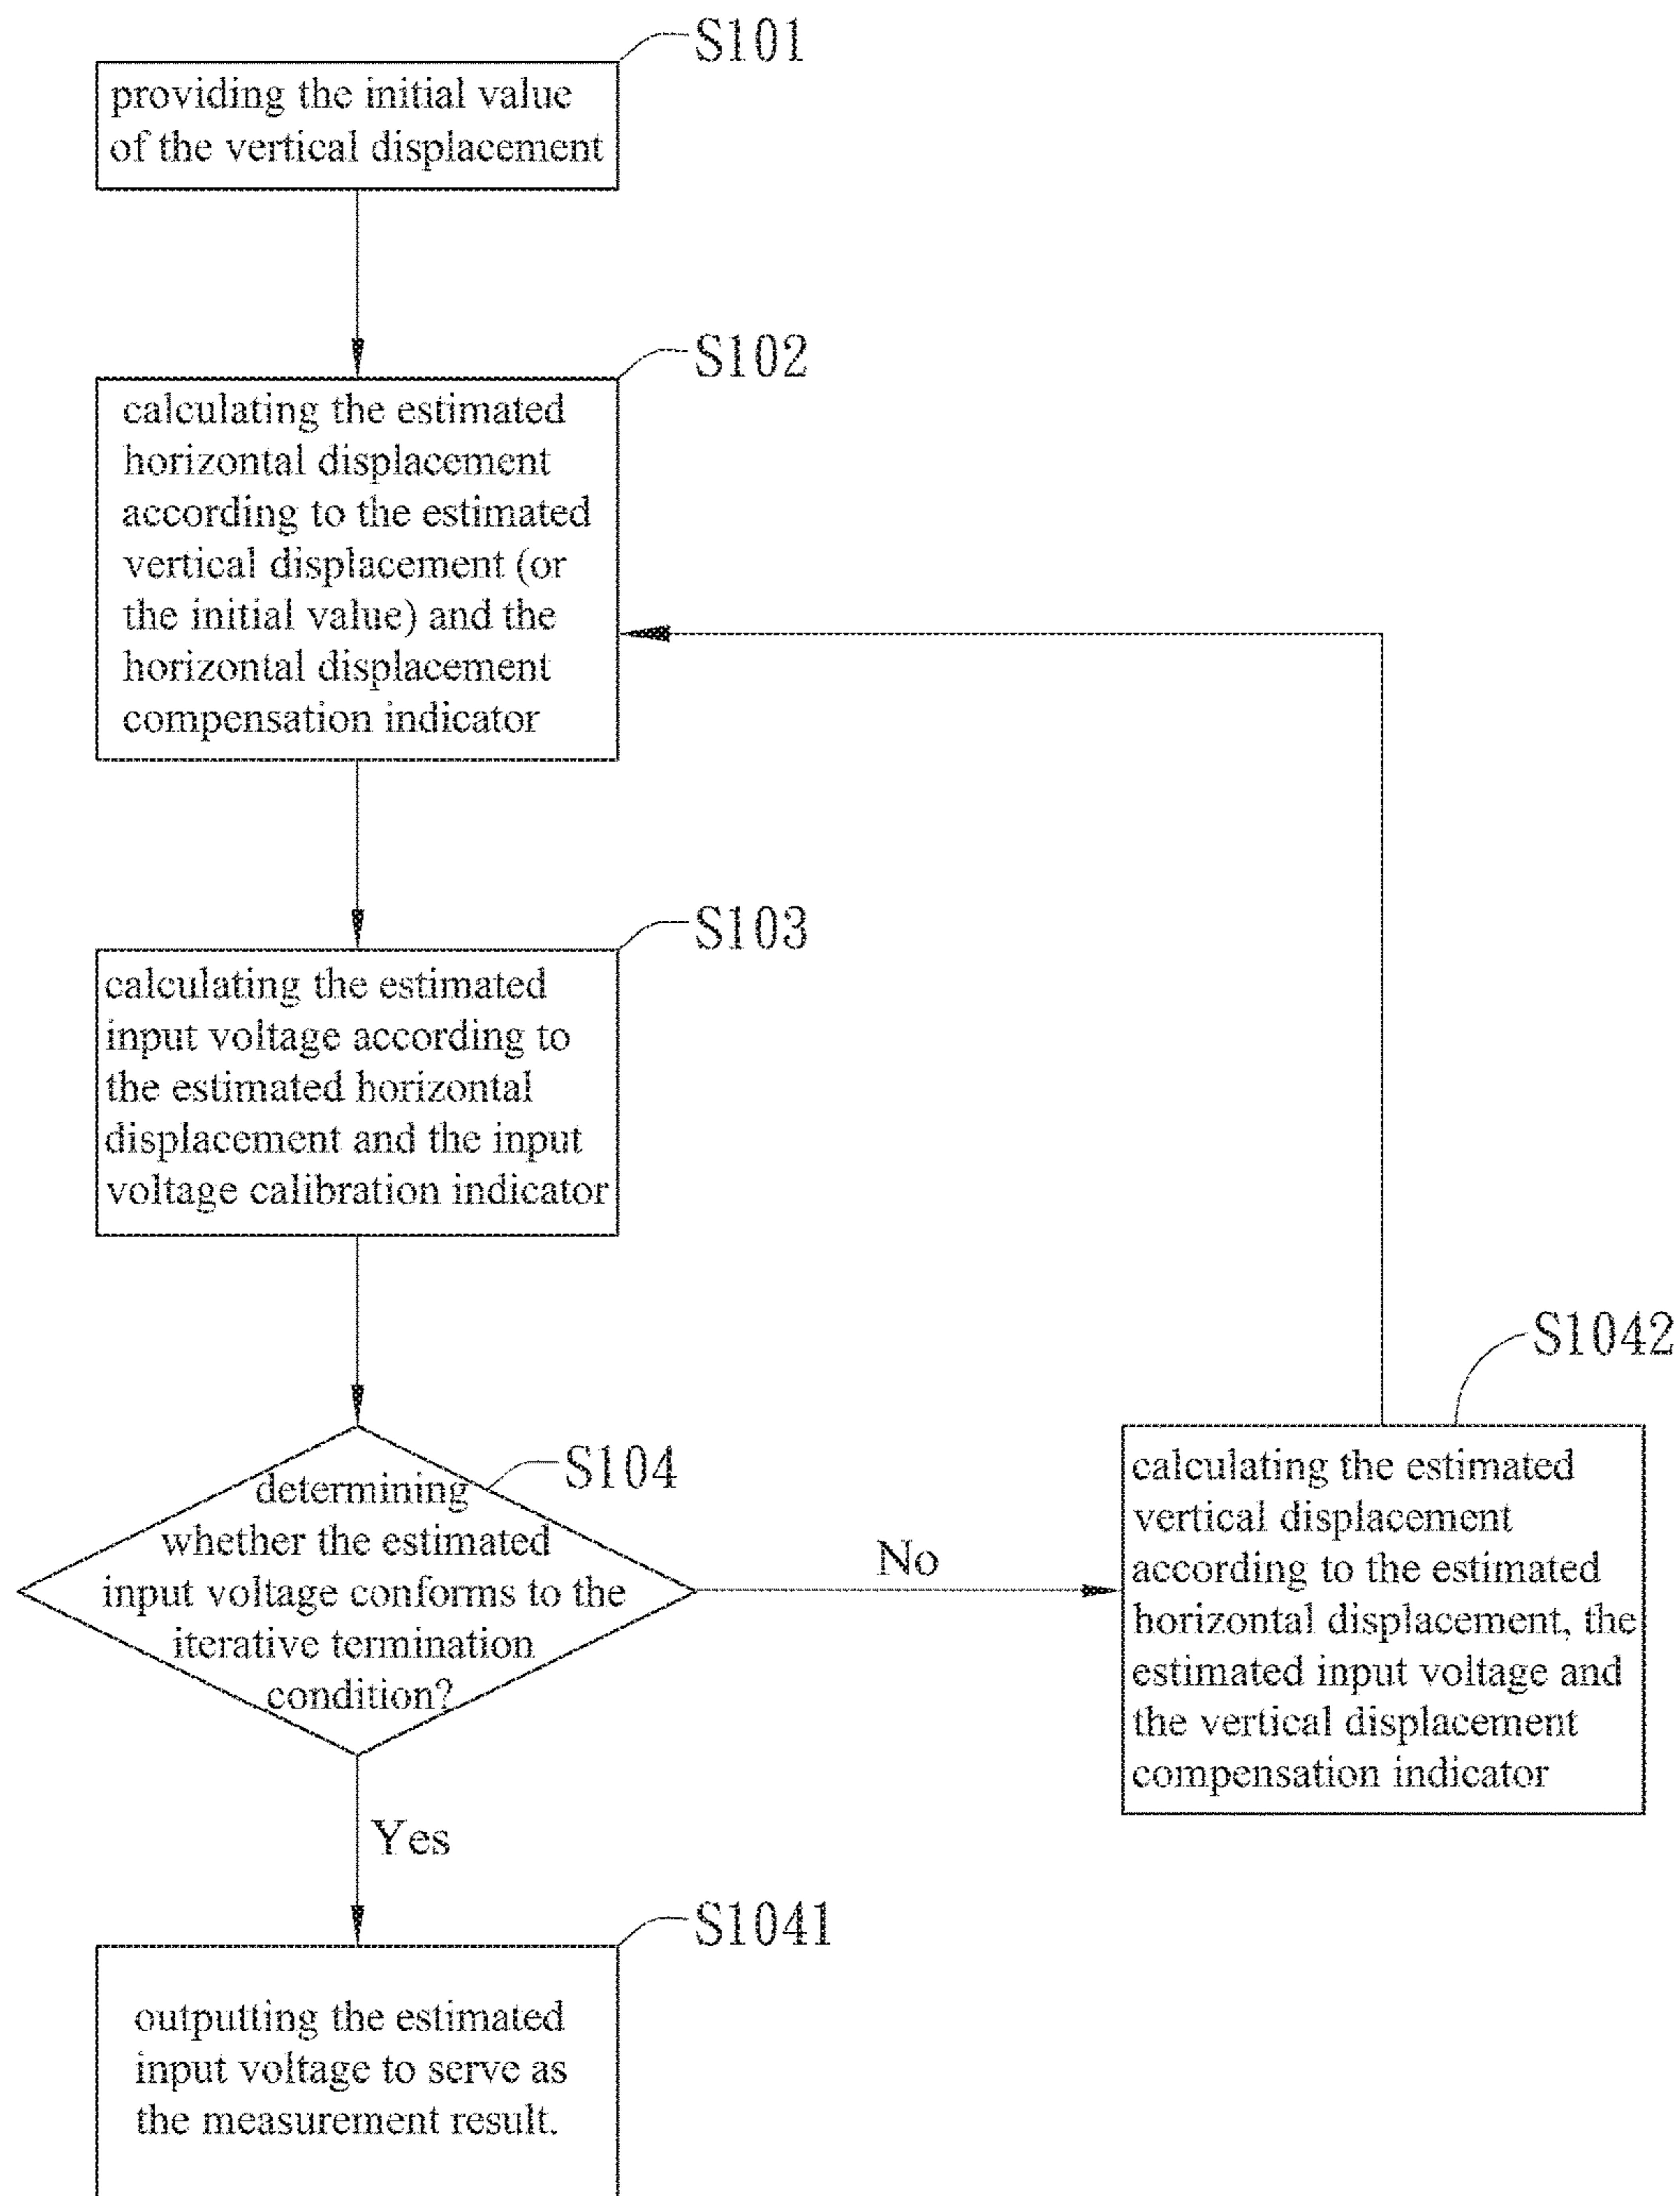 S101
providing the initial value
of the vertical displacement
S102
calculating the estimated
horizontal displacement
according to the estimated
vertical displacement (or
the initial value) and the
horizontal displacement
compensation indicator
S103
calculating the estimated
input voltage according to
the estimated horizontal
displacement and the input
voltage calibration indicator
S104
determining
whether the estimated
input voltage conforms to the
iterative termination
condition?
No
S1042
calculating the estimated
vertical displacement
according to the estimated
horizontal displacement, the
estimated input voltage and
the vertical displacement
compensation indicator
Yes
S1041
outputting the estimated
input voltage to serve as
the measurement result.